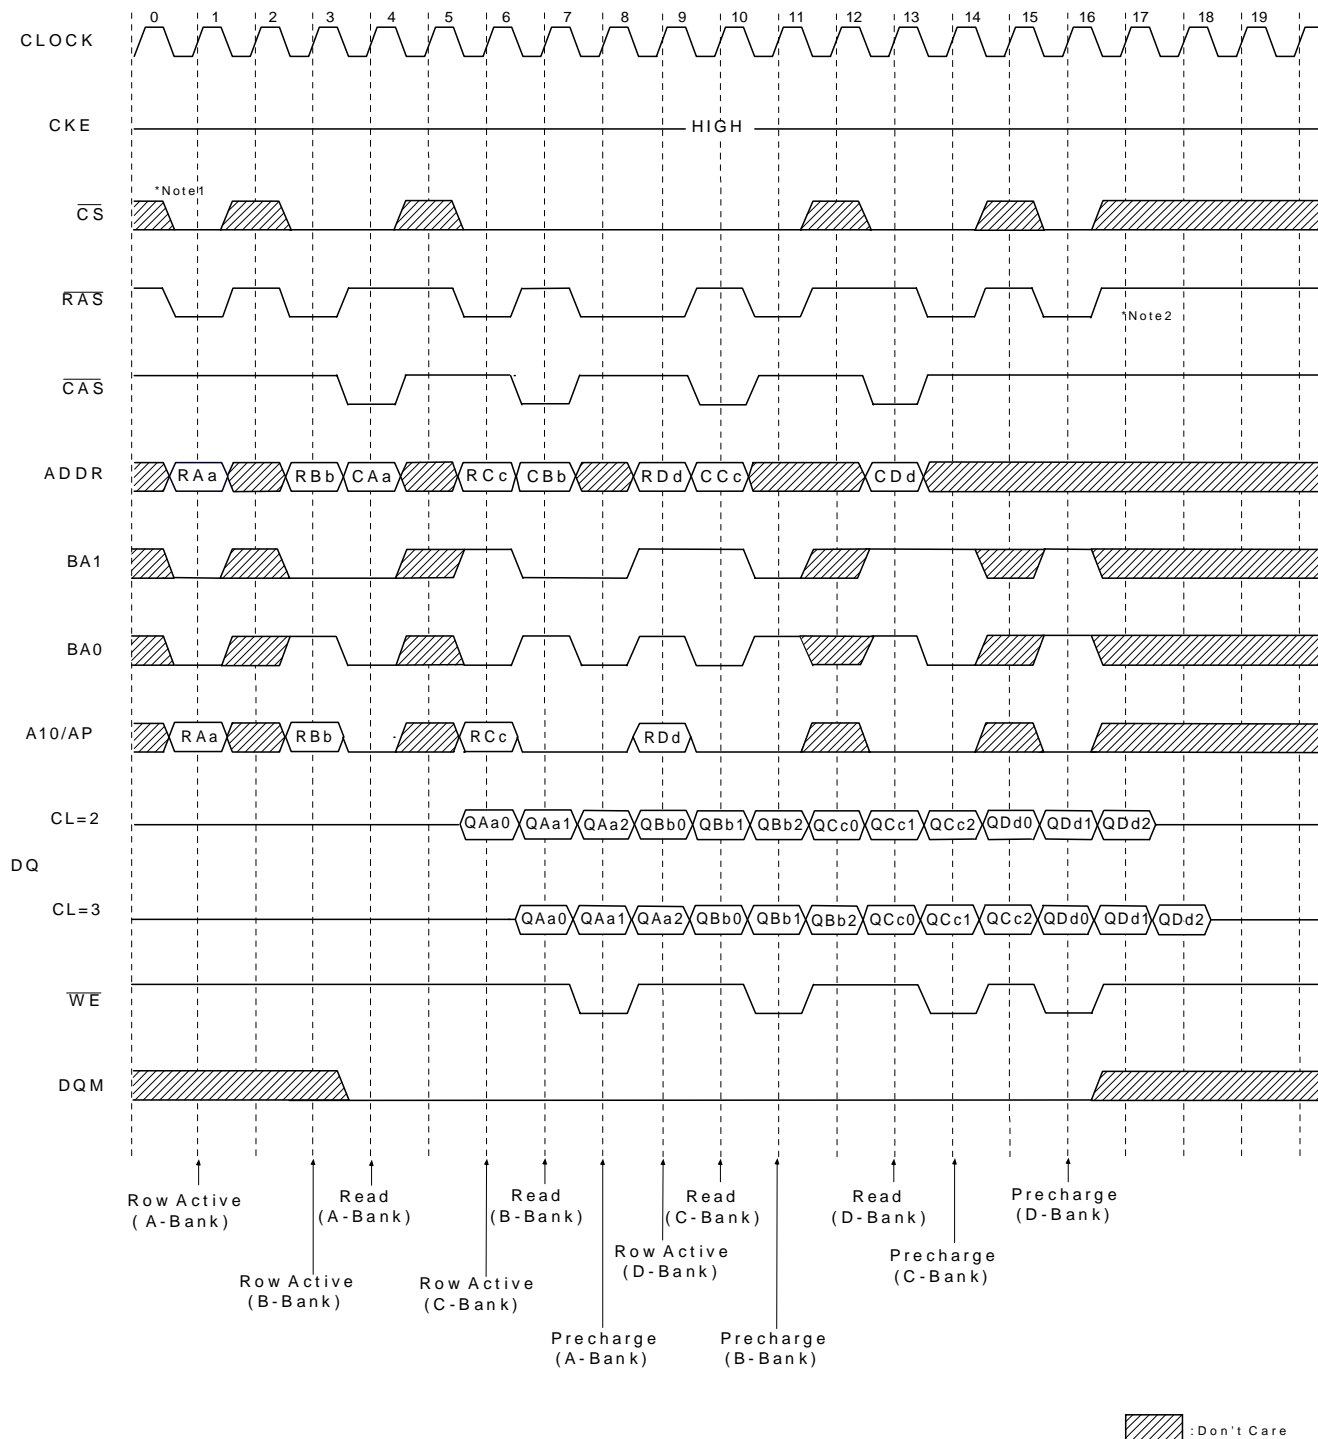 0 1 2 3 4 5 6 7 8 9 10 11 12 13 14 15 16 17 18 19
CLOCK
CKE
HIGH
*Note1
CS
RAS
*Note2
CAS
ADDR RAa RBb CAa RCc CBb RDd CCc CDd
BA1
BA0
A10/AP RAa RBb RCc RDd
CL=2 QAa0 QAa1 QAa2 QBb0 QBb1 QBb2 QCc0 QCc1 QCc2 QDd0 QDd1 QDd2
DQ
CL=3 QAa0 QAa1 QAa2 QBb0 QBb1 QBb2 QCc0 QCc1 QCc2 QDd0 QDd1 QDd2
WE
DQM
Row Active
(A-Bank)
Read
(A-Bank)
Read
(B-Bank)
Read
(C-Bank)
Read
(D-Bank)
Precharge
(D-Bank)
Row Active
(D-Bank)
Precharge
(C-Bank)
Row Active
(B-Bank)
Row Active
(C-Bank)
Precharge
(A-Bank)
Precharge
(B-Bank)
:Don't Care